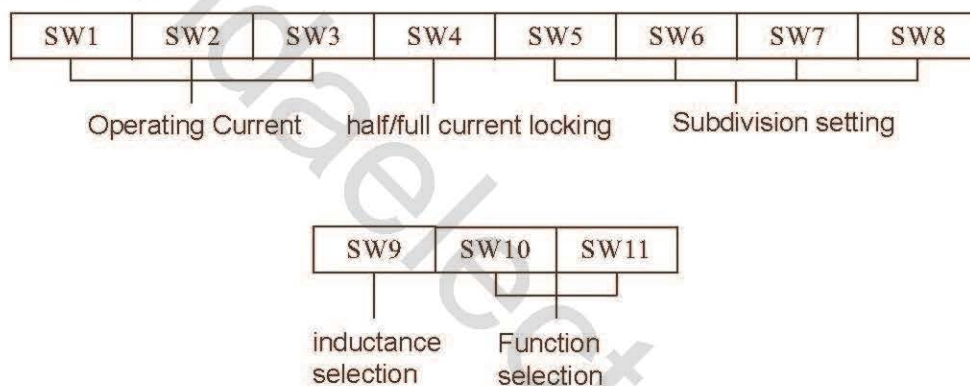 SW1 SW2 SW3 SW4 SW5 SW6 SW7 SW8
Operating Current half/full current locking Subdivision setting
SW9 SW10 SW11
inductance Function
selection selection